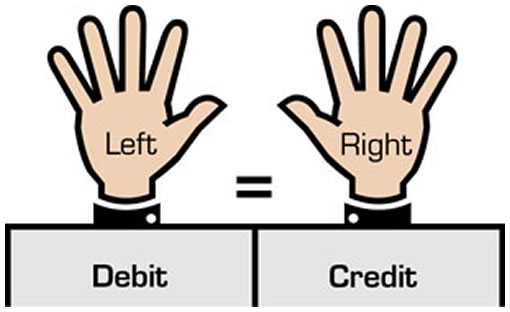 Left Right
=
Debit Credit